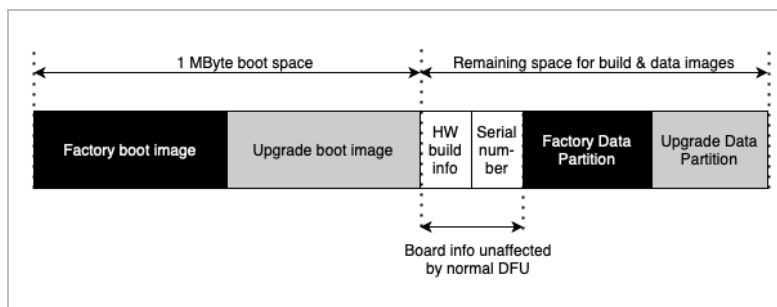 1 MByte boot space
Remaining space for build & data images
Factory boot image
Upgrade boot image
HW
build
info
Serial
num-
ber
Factory Data
Partition
Upgrade Data
Partition
Board info unaffected
by normal DFU